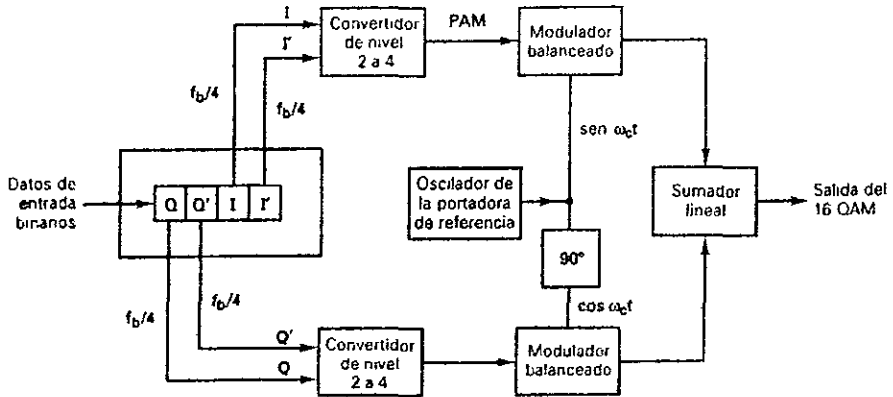 I
I'
Convertidor
de nivel
2 a 4
PAM
Modulador
balanceado
f_b/4
f_b/4
sen ω_c t
Datos de
entrada
binarios
Q Q' I I'
Oscilador de
la portadora
de referencia
Sumador
lineal
Salida del
16 QAM
90°
f_b/4
f_b/4
cos ω_c t
Q'
Q
Convertidor
de nivel
2 a 4
Modulador
balanceado